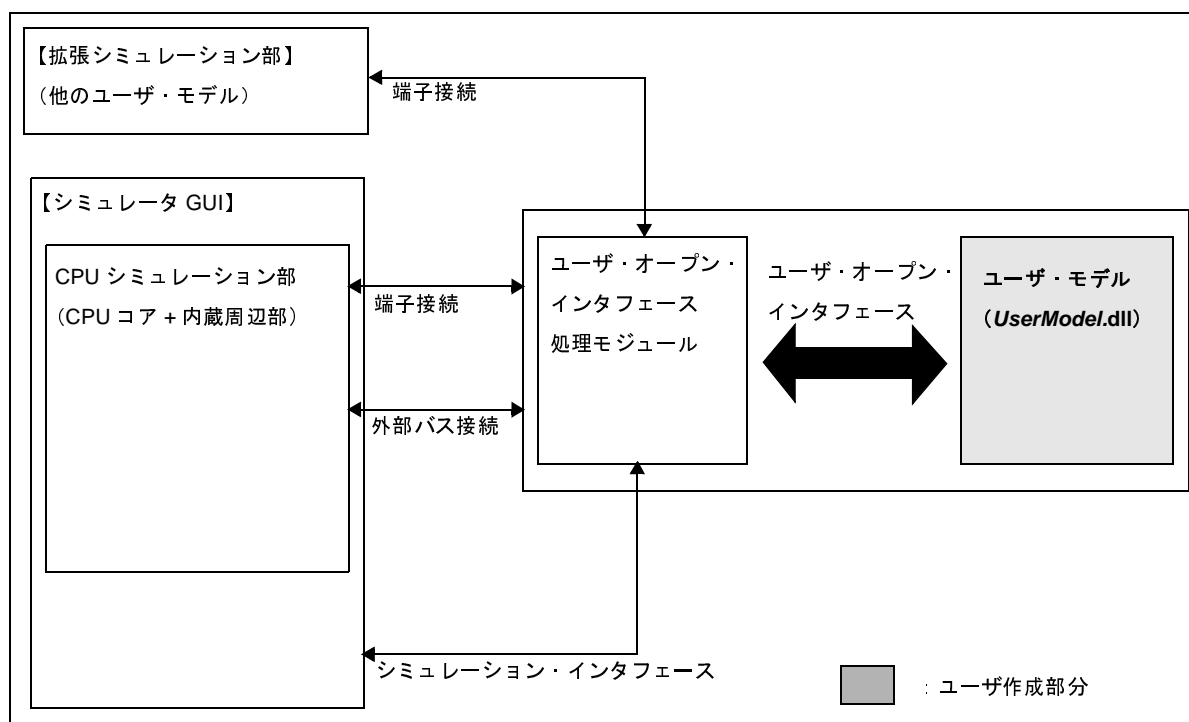 【拡張シミュレーション部】
（他のユーザ・モデル）
端子接続
【シミュレータ GUI】
CPU シミュレーション部
（CPU コア + 内蔵周辺部）
端子接続
外部バス接続
ユーザ・オープン・
インタフェース
処理モジュール
ユーザ・オープン・
インタフェース
ユーザ・モデル
（UserModel.dll）
シミュレーション・インタフェース
: ユーザ作成部分